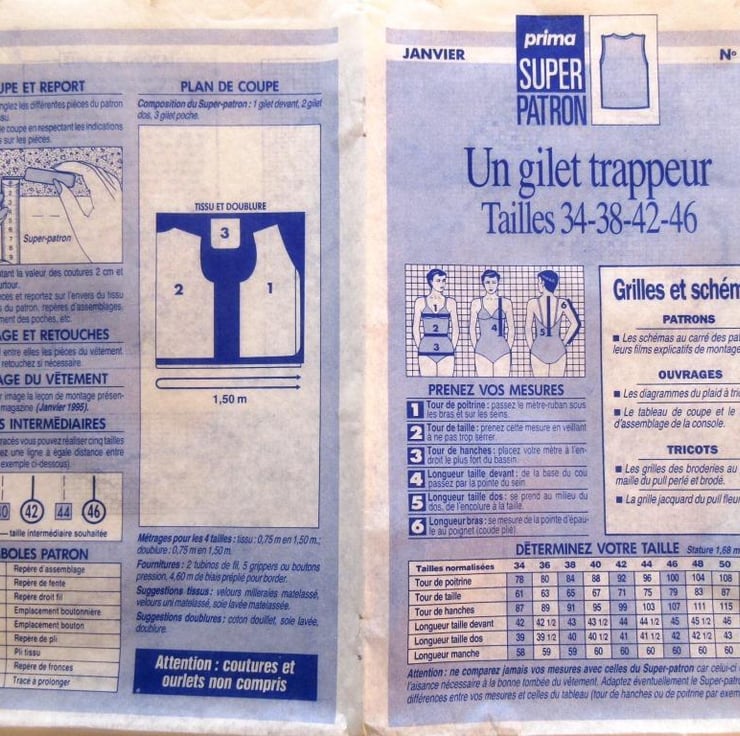 UPE ET REPORT
nglez les différentes pièces du patron
su.
e coupe en respectant les indications
s sur les pièces.
Super-patron
tant la valeur des coutures 2 cm et
urtour.
èces et reportez sur l'envers du tissu
s du patron, repères d'assemblages,
ment des poches, etc.
AGE ET RETOUCHES
entre elles les pièces du vêtement
retouchez si nécessaire.
AGE DU VÊTEMENT
r image la leçon de montage présen-
magazine (Janvier 1995).
S INTERMÉDIAIRES
racés vous pouvez réaliser cinq tailles
ez une ligne à égale distance entre
exemple ci-dessous)
42 44 46
taille intermédiaire souhaitée
BOLES PATRON
Repère d'assemblage
Repère de fente
Repère droit fil
Emplacement boutonnière
Emplacement bouton
Repère de pli
Pli tissu
Repère de fronces
Tracé à prolonger
PLAN DE COUPE
Composition du Super-patron : 1 gilet devant, 2 gilet
dos, 3 gilet poche.
TISSU ET DOUBLURE
3
2 1
1,50 m
Métrages pour les 4 tailles : tissu : 0,75 m en 1,50 m.;
doublure : 0,75 m en 1,50 m.
Fournitures : 2 tubinos de fil, 5 grippers ou boutons
pression, 4,60 m de biais préplié pour border.
Suggestions tissus : velours milleraies matelassé,
velours uni matelassé, soie lavée matelassée.
Suggestions doublures : coton douillet, soie lavée,
doublure.
Attention : coutures et
ourlets non compris
JANVIER
prima
SUPER
PATRON
N°
Un gilet trappeur
Tailles 34-38-42-46
1
2
3
4
5
6
PRENEZ VOS MESURES
1 Tour de poitrine : passez le mètre-ruban sous
les bras et sur les seins.
2 Tour de taille : prenez cette mesure en veillant
à ne pas trop serrer.
3 Tour de hanches : placez votre mètre à l'en-
droit le plus fort du bassin.
4 Longueur taille devant : de la base du cou
passez par la pointe du sein.
5 Longueur taille dos : se prend au milieu du
dos, de l'encolure à la taille.
6 Longueur bras : se mesure de la pointe d'épau-
le au poignet (coude plié).
Grilles et schém
PATRONS
■ Les schémas au carré des pat
leurs films explicatifs de montage
OUVRAGES
■ Les diagrammes du plaid à tric
■ Le tableau de coupe et le
d'assemblage de la console.
TRICOTS
■ Les grilles des broderies au
maille du pull perlé et brodé.
■ La grille jacquard du pull fleur
DÉTERMINEZ VOTRE TAILLE Stature 1,68 m
Tailles normalisées 34 36 38 40 42 44 46 48 50
Tour de poitrine 78 80 84 88 92 96 100 104 108
Tour de taille 61 63 65 67 71 75 79 83 87
Tour de hanches 87 89 91 95 99 103 107 111 115
Longueur taille devant 42 42 1/2 43 43 1/2 44 44 1/2 45 45 1/2 46
Longueur taille dos 39 39 1/2 40 40 1/2 41 41 1/2 42 42 1/2 43
Longueur manche 58 59 59 60 60 60 60 60 60
Attention : ne comparez jamais vos mesures avec celles du Super-patron car celui-ci
l'aisance nécessaire à la bonne tombée du vêtement. Adaptez éventuellement le Super-patro
différences entre vos mesures et celles du tableau (tour de hanches ou de poitrine par exem